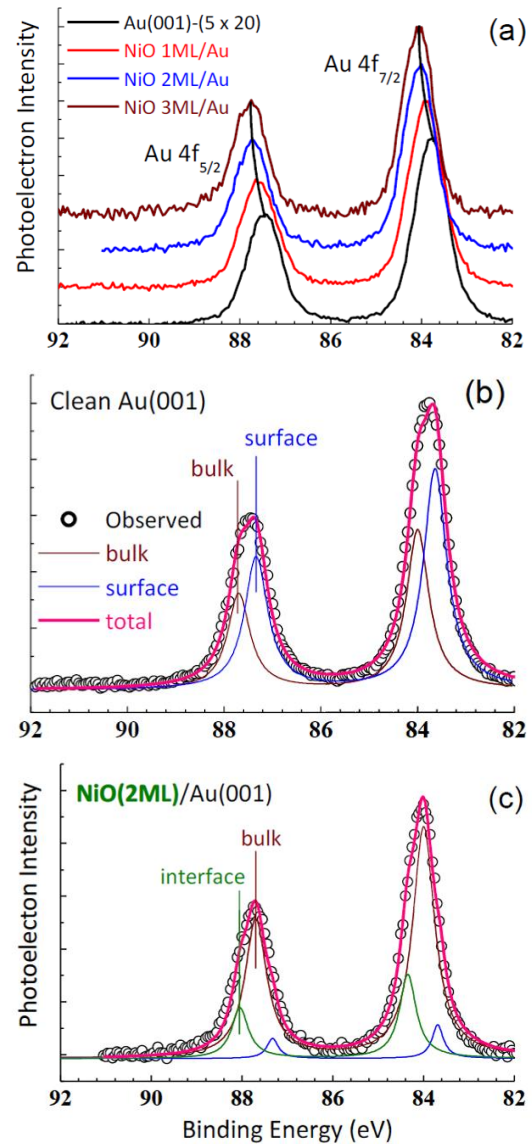 (a)
Au(001)-(5 x 20)
NiO 1ML/Au
NiO 2ML/Au
NiO 3ML/Au
Au 4f5/2
Au 4f7/2
Photoelectron Intensity
92 90 88 86 84 82
(b)
Clean Au(001)
surface
bulk
Observed
bulk
surface
total
92 90 88 86 84 82
(c)
NiO(2ML)/Au(001)
bulk
interface
Photoelecton Intensity
92 90 88 86 84 82
Binding Energy (eV)